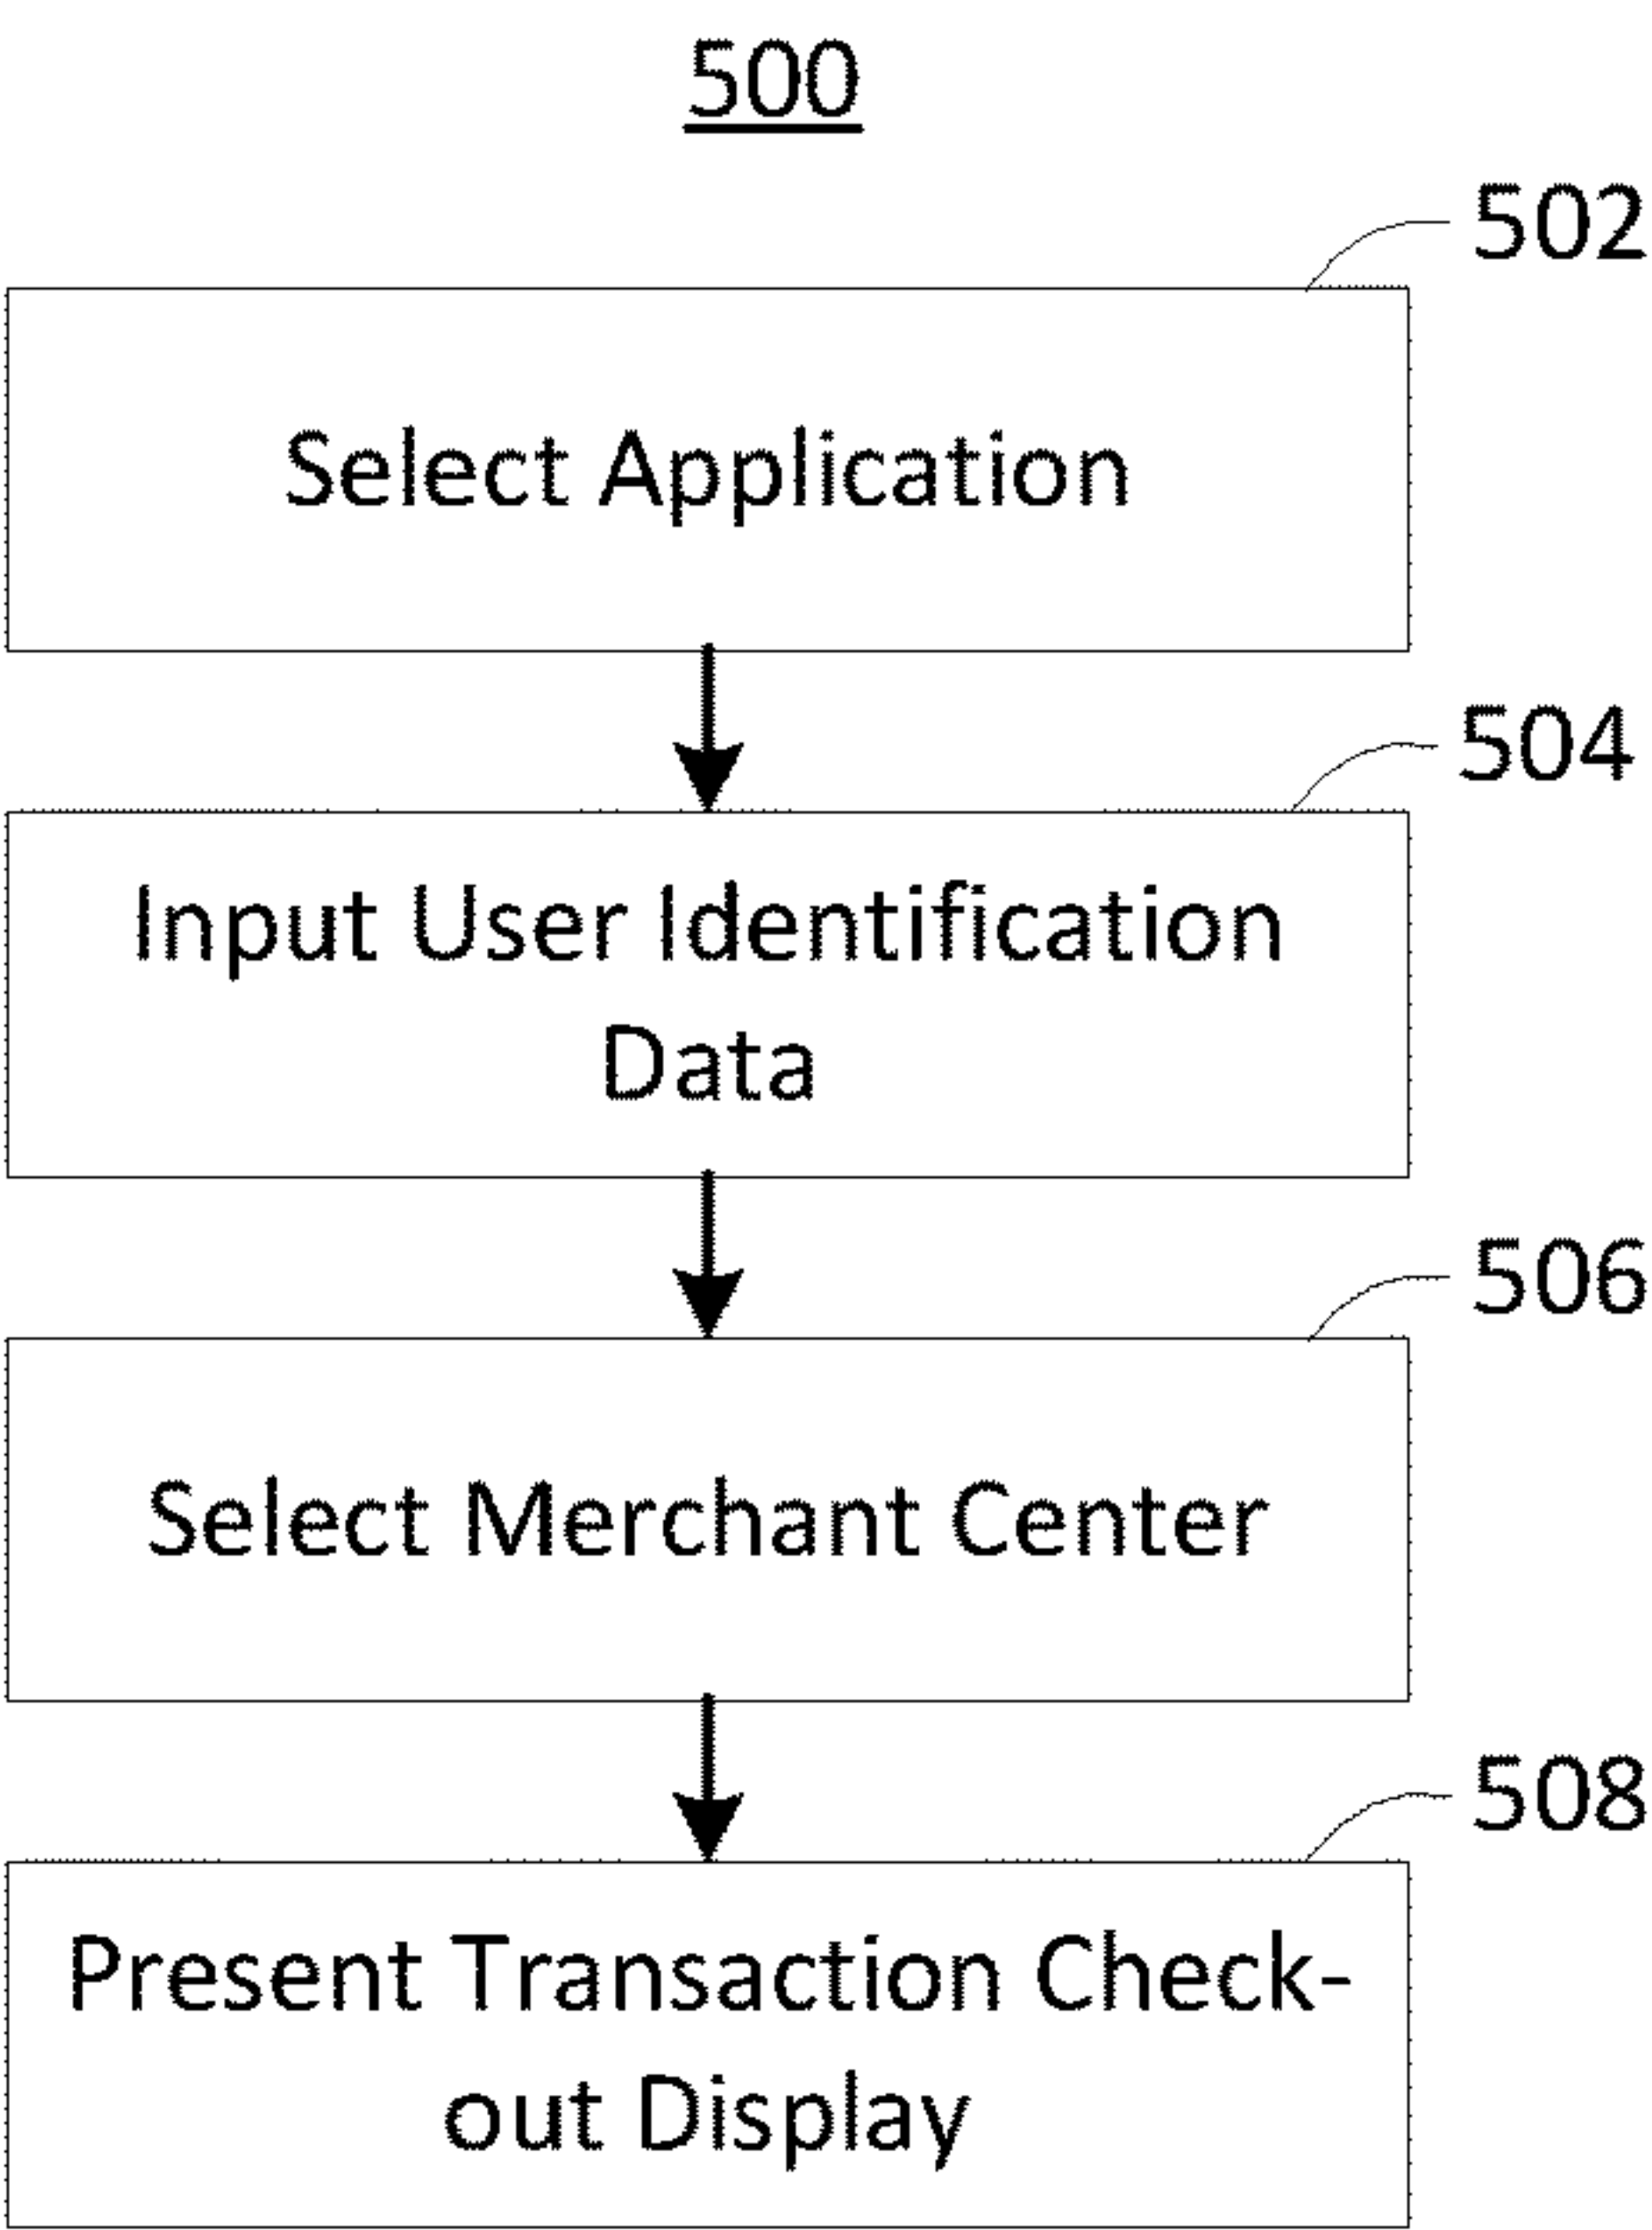 500
502
Select Application
504
Input User Identification
Data
506
Select Merchant Center
508
Present Transaction Check-
out Display